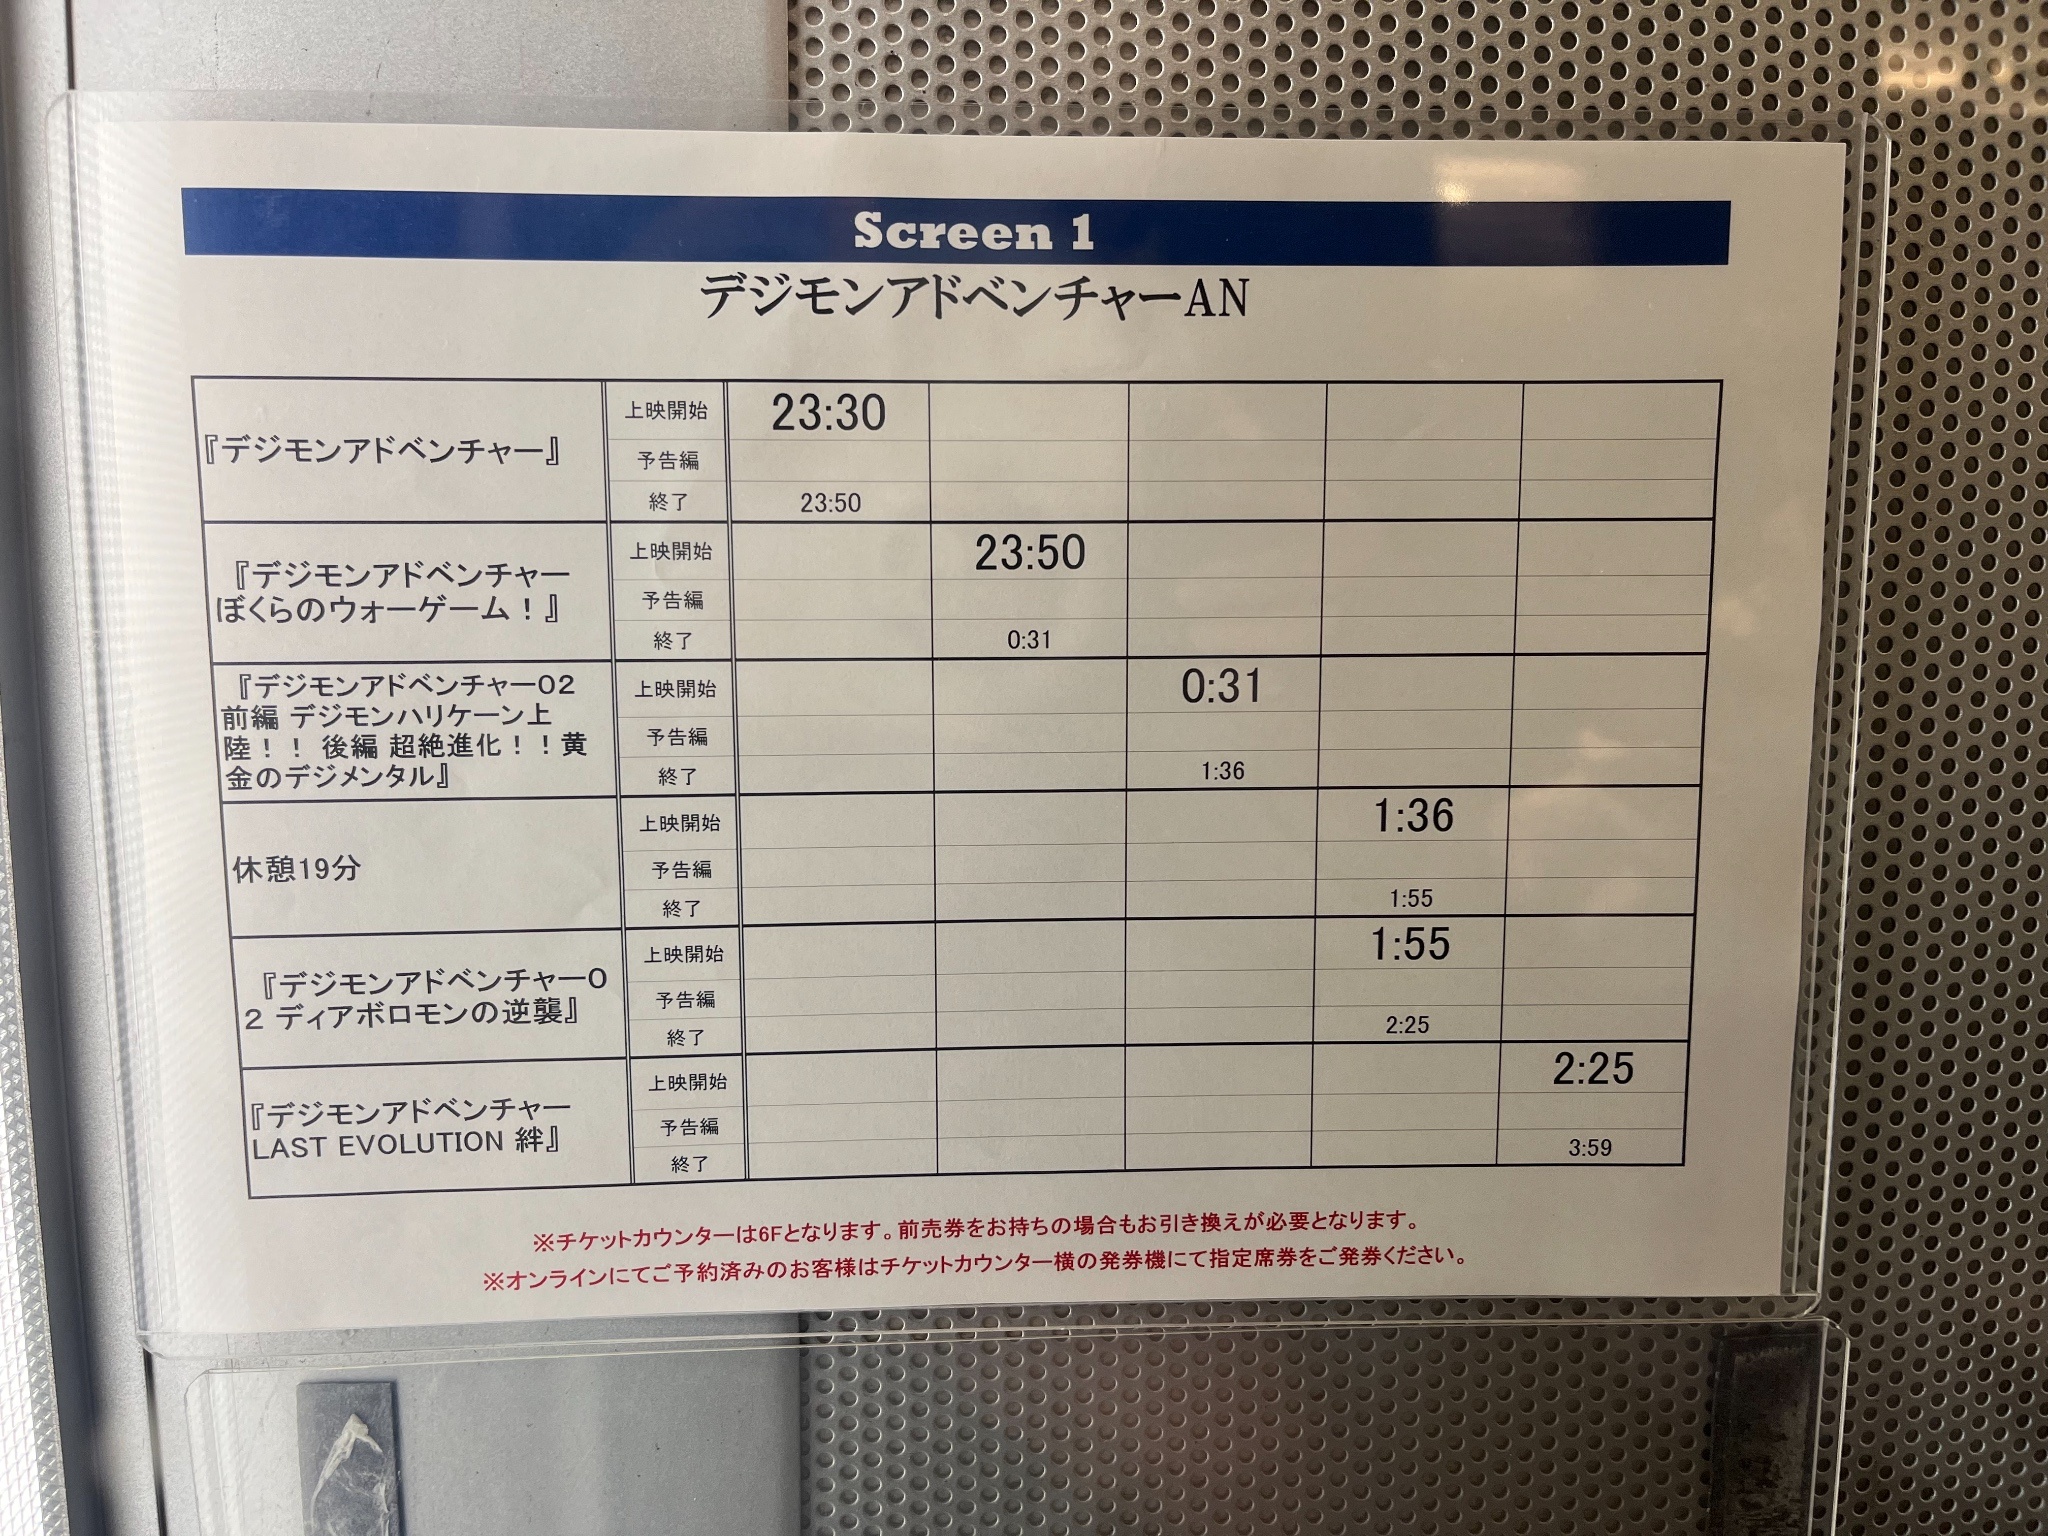 Screen 1
デジモンアドベンチャーAN
『デジモンアドベンチャー』
上映開始 23:30
予告編
終了 23:50
『デジモンアドベンチャー
ぼくらのウォーゲーム！』
上映開始 23:50
予告編
終了 0:31
『デジモンアドベンチャー02
前編 デジモンハリケーン上
陸！！ 後編 超絶進化！！黄
金のデジメンタル』
上映開始 0:31
予告編
終了 1:36
休憩19分
上映開始 1:36
予告編
終了 1:55
『デジモンアドベンチャー0
2 ディアボロモンの逆襲』
上映開始 1:55
予告編
終了 2:25
『デジモンアドベンチャー
LAST EVOLUTION 絆』
上映開始 2:25
予告編
終了 3:59
※チケットカウンターは6Fとなります。前売券をお持ちの場合もお引き換えが必要となります。
※オンラインにてご予約済みのお客様はチケットカウンター横の発券機にて指定席券をご発券ください。